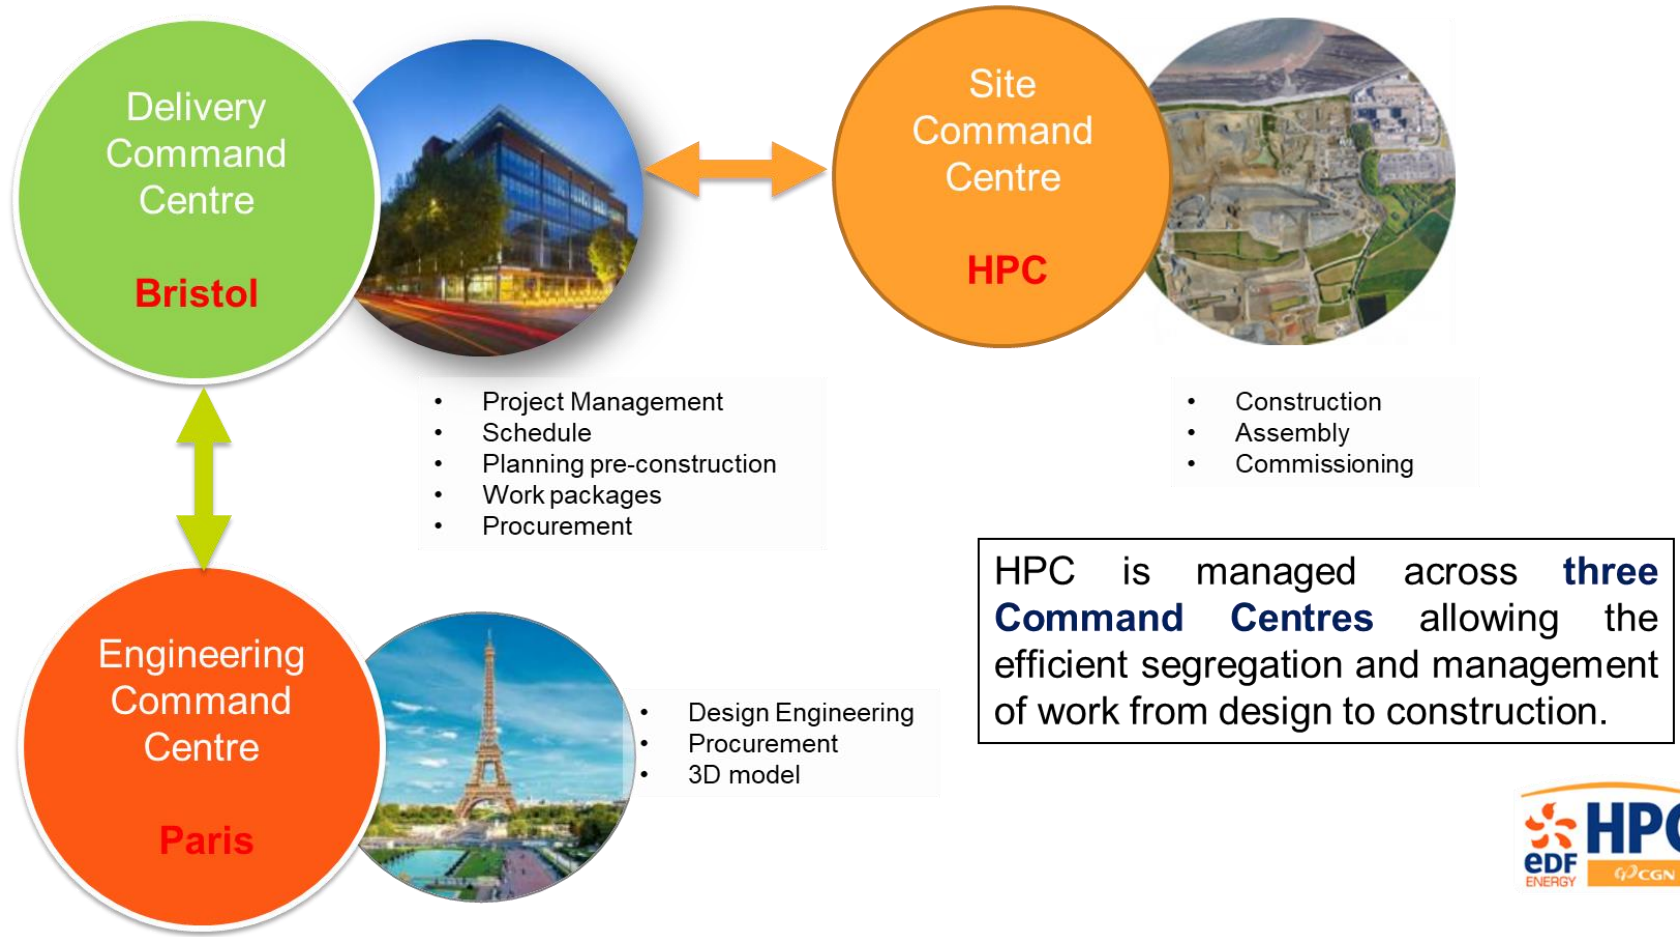 Delivery
Command
Centre
Bristol
Site
Command
Centre
HPC
• Project Management
• Schedule
• Planning pre-construction
• Work packages
• Procurement
• Construction
• Assembly
• Commissioning
Engineering
Command
Centre
Paris
• Design Engineering
• Procurement
• 3D model
HPC is managed across three
Command Centres allowing the
efficient segregation and management
of work from design to construction.
eDF
ENERGY
HPC
CGN